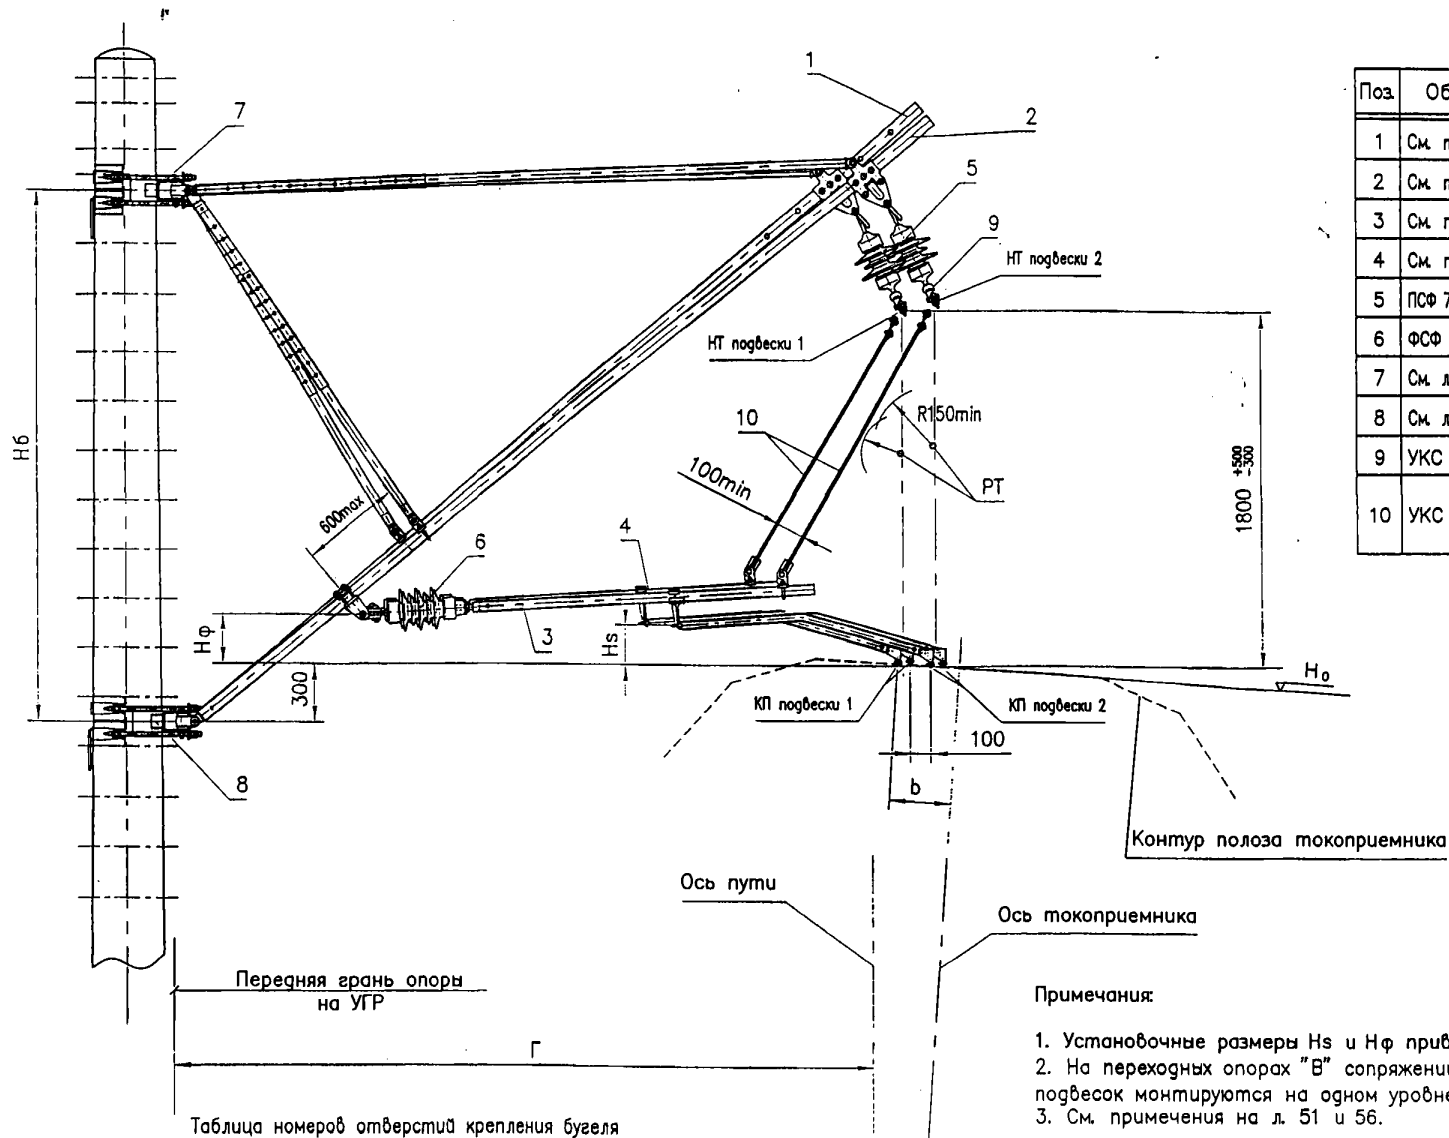 1
2
7
5
9
НТ подвески 2
НТ подвески 1
R150min
10
100min
РТ
Нб
600max
6
4
3
Нф
Hs
300
8
1800 +500 -300
Но
КП подвески 1
КП подвески 2
100
b
Контур полоза токоприемника
Ось пути
Ось токоприемника
Передняя грань опоры
на УГР
Г
Таблица номеров отверстий крепления бугеля
Поз. Об
1 См. п
2 См. п
3 См. п
4 См. п
5 ПСФ 7
6 ФСФ
7 См. л
8 См. л
9 УКС
10 УКС
Примечания:
1. Установочные размеры Hs и Нф прив
2. На переходных опорах "В" сопряжени
подвесок монтируются на одном уровне
3. См. примечения на л. 51 и 56.